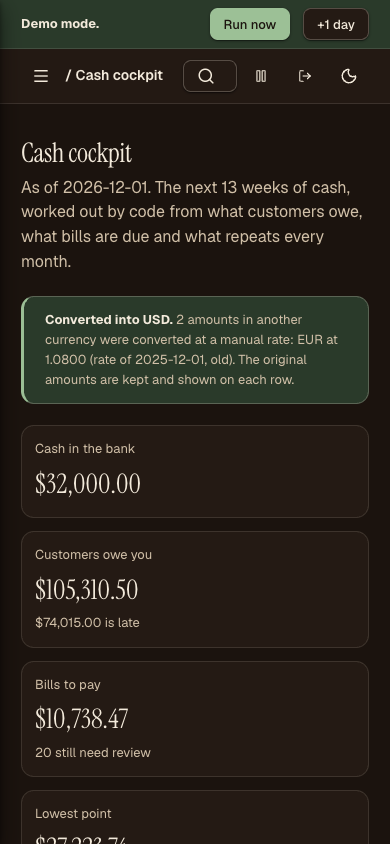 Demo mode.
Run now
+1 day
/ Cash cockpit
Cash cockpit
As of 2026-12-01. The next 13 weeks of cash,
worked out by code from what customers owe,
what bills are due and what repeats every
month.
Converted into USD. 2 amounts in another
currency were converted at a manual rate: EUR at
1.0800 (rate of 2025-12-01, old). The original
amounts are kept and shown on each row.
Cash in the bank
$32,000.00
Customers owe you
$105,310.50
$74,015.00 is late
Bills to pay
$10,738.47
20 still need review
Lowest point